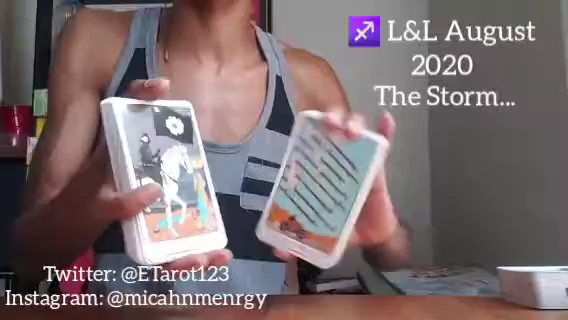 ♐ L&L August
2020
The Storm...
Twitter: @ETarot123
Instagram: @micahnmenrgy